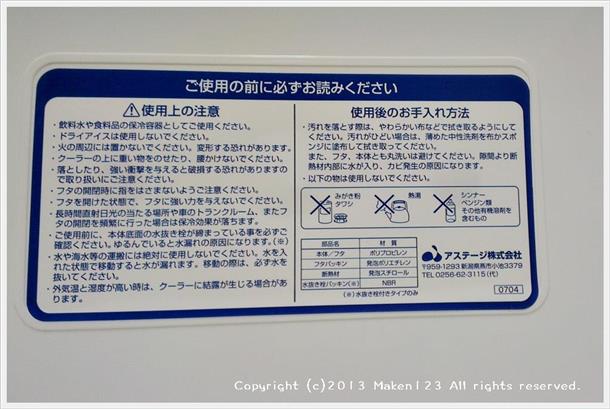 ご使用の前に必ずお読みください
⚠使用上の注意
・飲料水や食料品の保冷容器としてご使用ください。
・ドライアイスは使用しないでください。
・火の周辺には置かないでください。変形する恐れがあります。
・クーラーの上に重い物をのせたり、腰かけないでください。
・落としたり、強い衝撃を与えると破損する恐れがありますので取り扱いにご注意ください。
・フタの開閉時に指をはさまないようご注意ください。
・フタを開けた状態で、フタに強い力を与えないでください。
・長時間直射日光の当たる場所や車のトランクルーム、またフタの開閉を頻繁に行った場合は保冷効果が落ちます。
・ご使用前に、本体底面の水抜き栓が締まっている事を必ずご確認ください。ゆるんでいると水漏れの原因になります。(※)
・水や海水等の運搬には絶対に使用しないでください。水を入れた状態で移動すると水が漏れます。移動の際は、必ず水を抜いてください。
・外気温と湿度が高い時は、クーラーに結露が生じる場合があります。
使用後のお手入れ方法
・汚れを落とす際は、やわらかい布などで拭き取るようにしてください。汚れがひどい場合は、薄めた中性洗剤を布かスポンジに塗布して拭き取ってください。
また、フタ、本体とも丸洗いは避けてください。隙間より断熱材内部に水が入り、カビ発生の原因になります。
・以下の物は使用しないでください。
みがき粉
タワシ
熱湯
シンナー
ベンジン類
その他有機溶剤を含むもの
部品名 材質
本体／フタ ポリプロピレン
フタパッキン 発泡ポリエチレン
断熱材 発泡スチロール
水抜き栓パッキン(※) NBR
(※)水抜き栓付きタイプのみ
アステージ株式会社
〒959-1293 新潟県燕市小池3379
TEL 0256-62-3115(代)
0704
Copyright (c)2013 Maken123 All rights reserved.